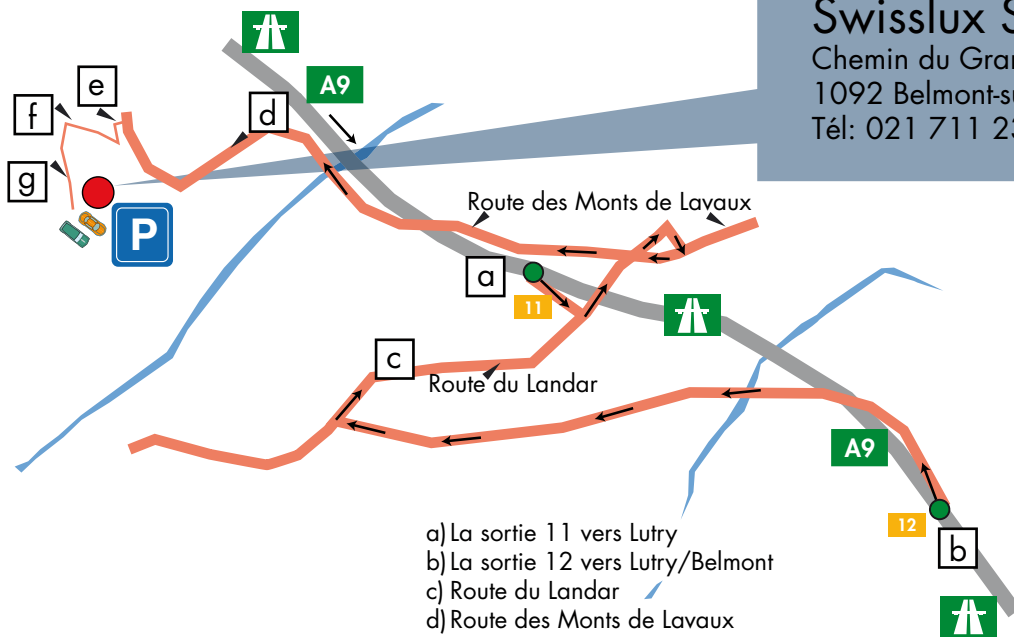 Swisslux S
Chemin du Gran
1092 Belmont-su
Tél: 021 711 23
A9
e
f
d
g
P
Route des Monts de Lavaux
a
11
c
Route du Landar
A9
12
b
a) La sortie 11 vers Lutry
b) La sortie 12 vers Lutry/Belmont
c) Route du Landar
d) Route des Monts de Lavaux